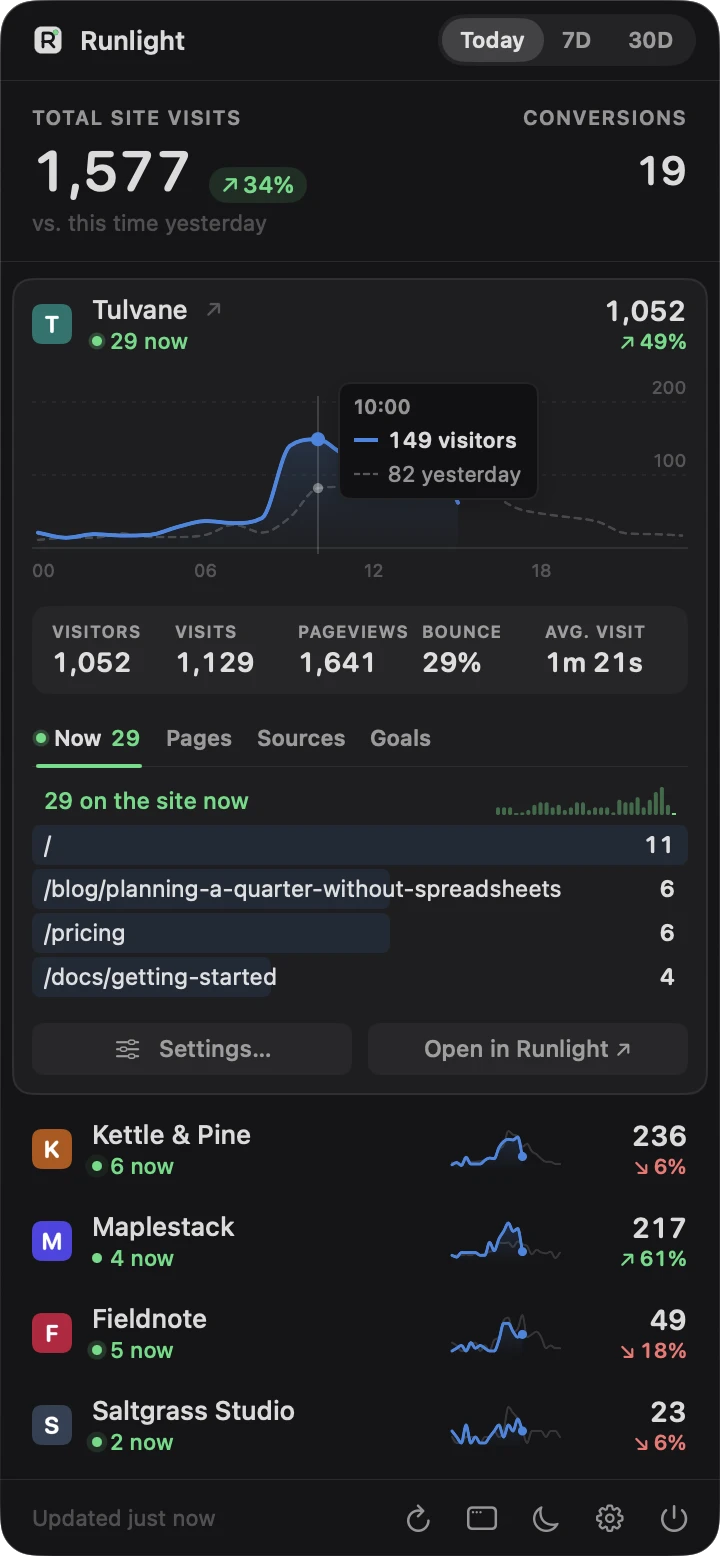 R Runlight Today 7D 30D
TOTAL SITE VISITS CONVERSIONS
1,577 ↗34% 19
vs. this time yesterday
T Tulvane ↗ 1,052
29 now ↗49%
200
10:00
149 visitors
82 yesterday
100
00 06 12 18
VISITORS VISITS PAGEVIEWS BOUNCE AVG. VISIT
1,052 1,129 1,641 29% 1m 21s
Now 29 Pages Sources Goals
29 on the site now
/ 11
/blog/planning-a-quarter-without-spreadsheets 6
/pricing 6
/docs/getting-started 4
Settings... Open in Runlight ↗
K Kettle & Pine 236
6 now ↘6%
M Maplestack 217
4 now ↗61%
F Fieldnote 49
5 now ↘18%
S Saltgrass Studio 23
2 now ↘6%
Updated just now